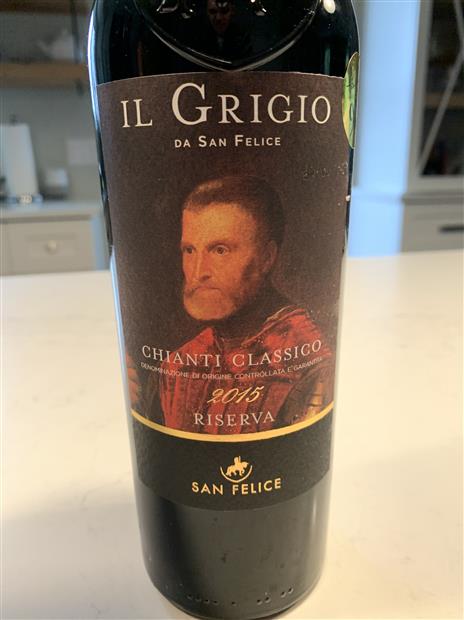 IL GRIGIO
DA SAN FELICE
CHIANTI CLASSICO
DENOMINAZIONE DI ORIGINE CONTROLLATA E GARANTITA
2015
RISERVA
SAN FELICE